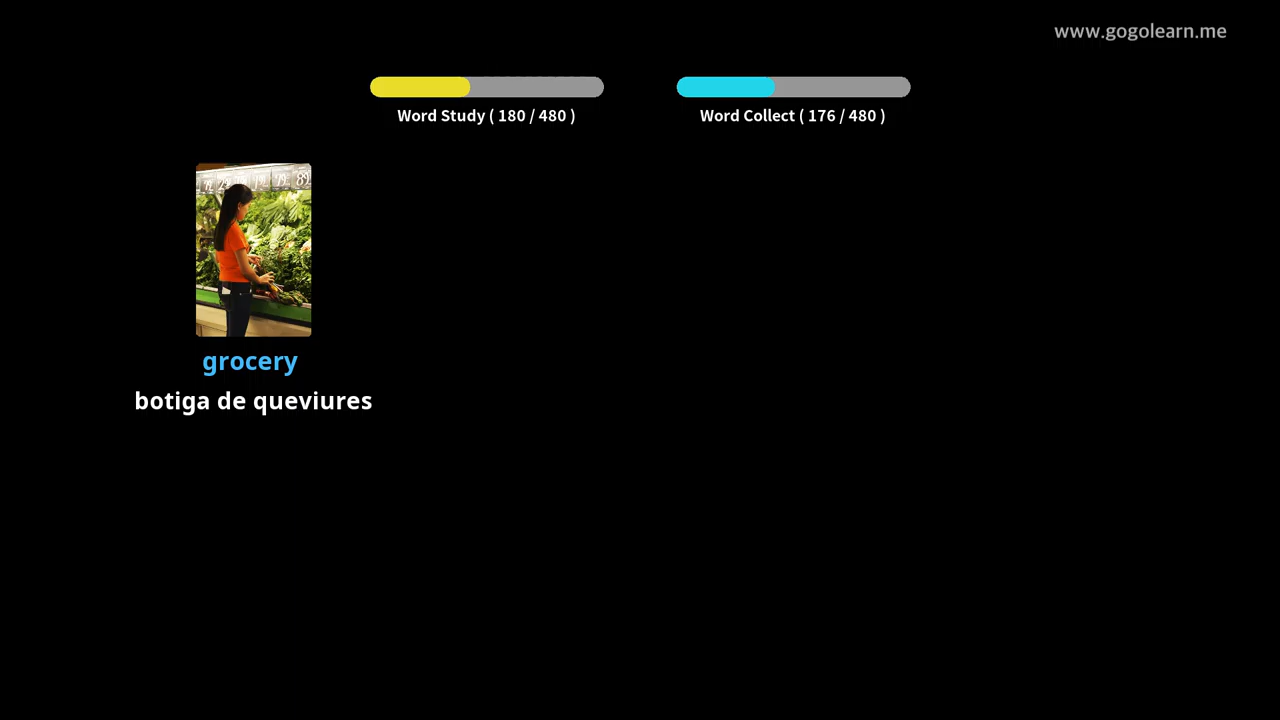 www.gogolearn.me
Word Study ( 180 / 480 )
Word Collect ( 176 / 480 )
grocery
botiga de queviures